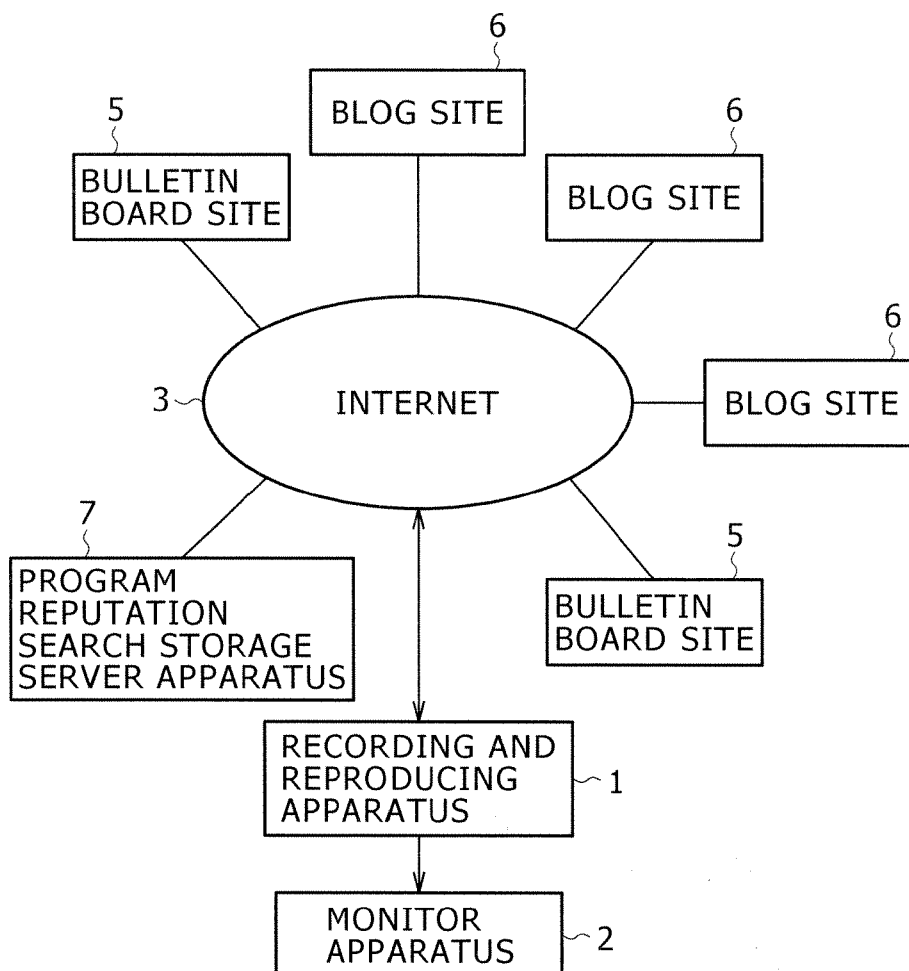 6
BLOG SITE
5
BULLETIN
BOARD SITE
6
BLOG SITE
6
BLOG SITE
3
INTERNET
7
PROGRAM
REPUTATION
SEARCH STORAGE
SERVER APPARATUS
5
BULLETIN
BOARD SITE
RECORDING AND
REPRODUCING
APPARATUS
1
MONITOR
APPARATUS
2